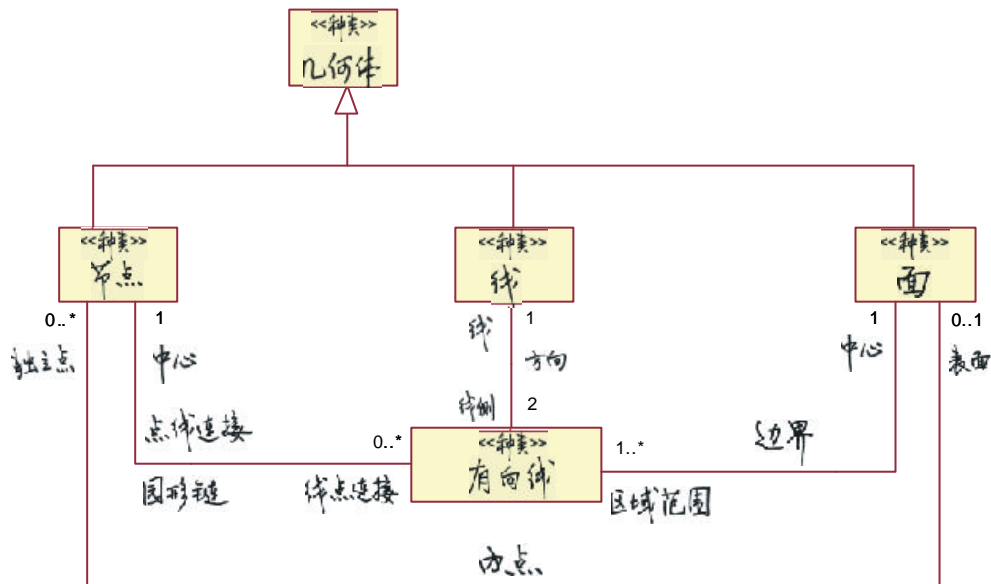 <<种类>>
几何体
<<种类>>
节点
<<种类>>
线
<<种类>>
面
0..*
1
线
1
1
0..1
独立点
中心
方向
中心
表面
线侧
2
点线连接
0..*
<<种类>>
有向线
1..*
边界
园形链
线点连接
区域范围
内点